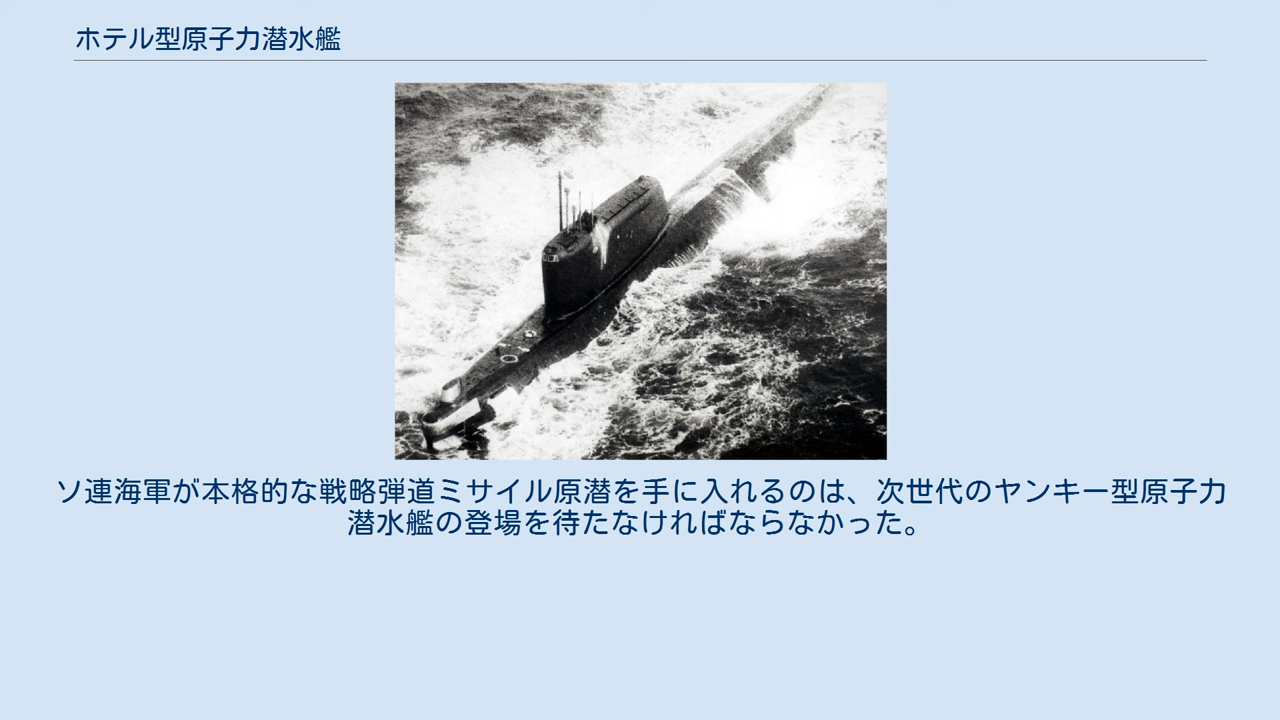 ホテル型原子力潜水艦
ソ連海軍が本格的な戦略弾道ミサイル原潜を手に入れるのは、次世代のヤンキー型原子力
潜水艦の登場を待たなければならなかった。